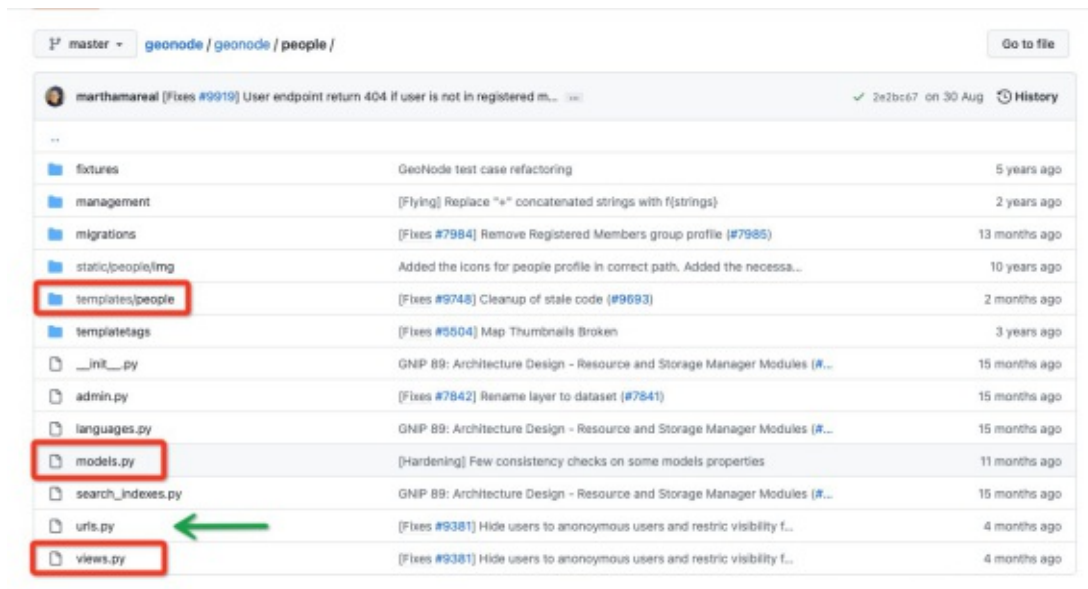 master geonode / geonode / people / Go to file
marthamareal [Fixes #9919] User endpoint return 404 if user is not in registered m... ... 2e2bc67 on 30 Aug History
..
fixtures GeoNode test case refactoring 5 years ago
management [Flying] Replace "+" concatenated strings with f{strings} 2 years ago
migrations [Fixes #7984] Remove Registered Members group profile (#7985) 13 months ago
static/people/img Added the icons for people profile in correct path. Added the necessa... 10 years ago
templates/people [Fixes #9748] Cleanup of stale code (#9693) 2 months ago
templatetags [Fixes #5504] Map Thumbnails Broken 3 years ago
__init__.py GNIP 89: Architecture Design - Resource and Storage Manager Modules (#... 15 months ago
admin.py [Fixes #7842] Rename layer to dataset (#7841) 15 months ago
languages.py GNIP 89: Architecture Design - Resource and Storage Manager Modules (#... 15 months ago
models.py [Hardening] Few consistency checks on some models properties 11 months ago
search_indexes.py GNIP 89: Architecture Design - Resource and Storage Manager Modules (#... 15 months ago
urls.py [Fixes #9381] Hide users to anonoymous users and restric visibility f... 4 months ago
views.py [Fixes #9381] Hide users to anonoymous users and restric visibility f... 4 months ago